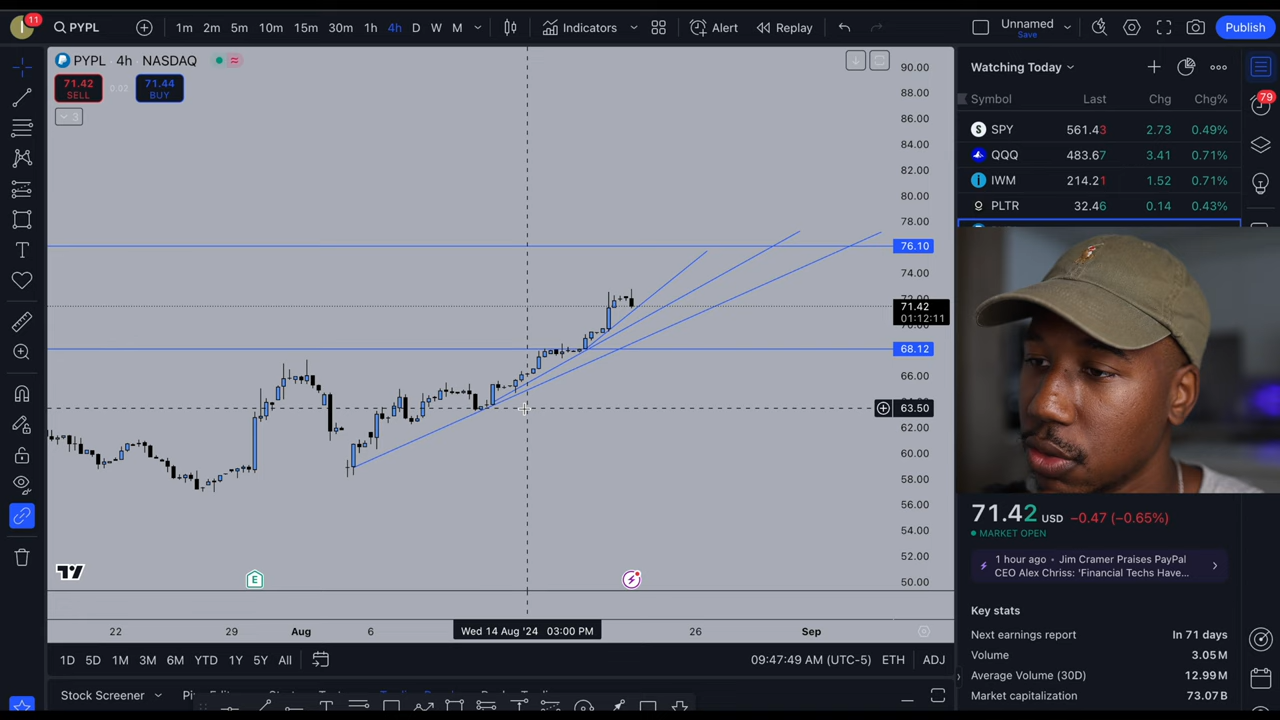 11
PYPL
1m 2m 5m 10m 15m 30m 1h 4h D W M
Indicators
Alert
Replay
Unnamed
Save
Publish
PYPL 4h NASDAQ
71.42
SELL
0.02
71.44
BUY
3
90.00
88.00
86.00
84.00
82.00
80.00
78.00
76.10
74.00
72.00
71.42
01:12:11
70.00
68.12
66.00
63.50
62.00
60.00
58.00
56.00
54.00
52.00
50.00
E
22 29 Aug 6 Wed 14 Aug '24 03:00 PM 26 Sep
1D 5D 1M 3M 6M YTD 1Y 5Y All
09:47:49 AM (UTC-5) ETH ADJ
Stock Screener
Watching Today
79
Symbol Last Chg Chg%
SPY 561.43 2.73 0.49%
QQQ 483.67 3.41 0.71%
IWM 214.21 1.52 0.71%
PLTR 32.46 0.14 0.43%
71.42 USD −0.47 (−0.65%)
MARKET OPEN
1 hour ago • Jim Cramer Praises PayPal
CEO Alex Chriss: 'Financial Techs Have...
Key stats
Next earnings report In 71 days
Volume 3.05M
Average Volume (30D) 12.99M
Market capitalization 73.07B